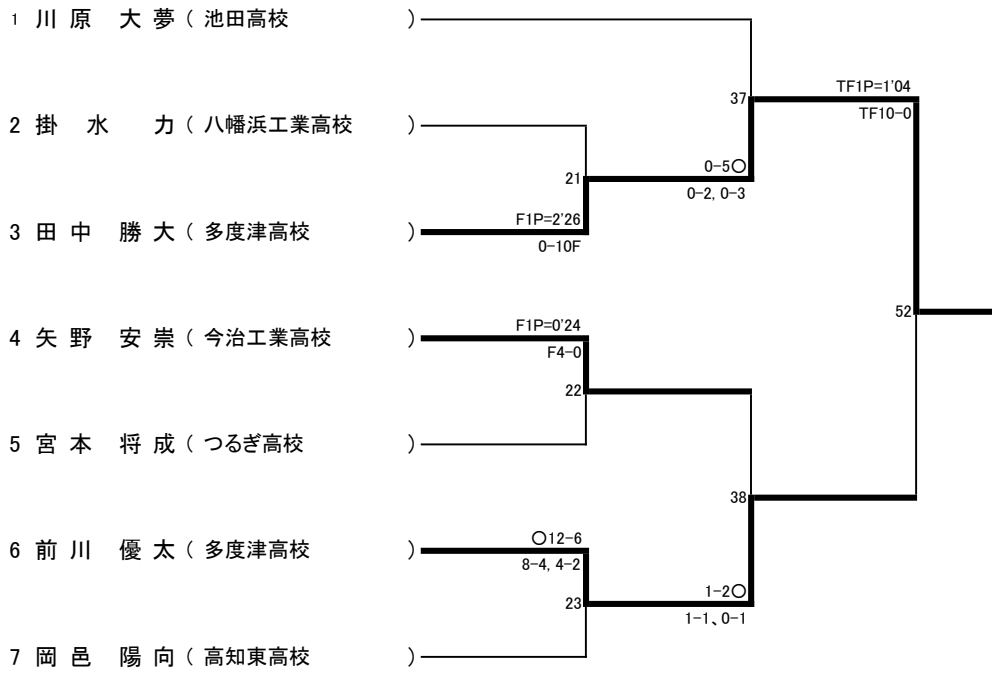 1 川 原 大 夢 ( 池田高校 )
TF1P=1'04
37
TF10-0
2 掛 水 力 ( 八幡浜工業高校 )
0-5○
21
0-2, 0-3
F1P=2'26
3 田 中 勝 大 ( 多度津高校 )
0-10F
52
F1P=0'24
4 矢 野 安 崇 ( 今治工業高校 )
F4-0
22
5 宮 本 将 成 ( つるぎ高校 )
38
○12-6
6 前 川 優 太 ( 多度津高校 )
8-4, 4-2
1-2○
23
1-1、0-1
7 岡 邑 陽 向 ( 高知東高校 )